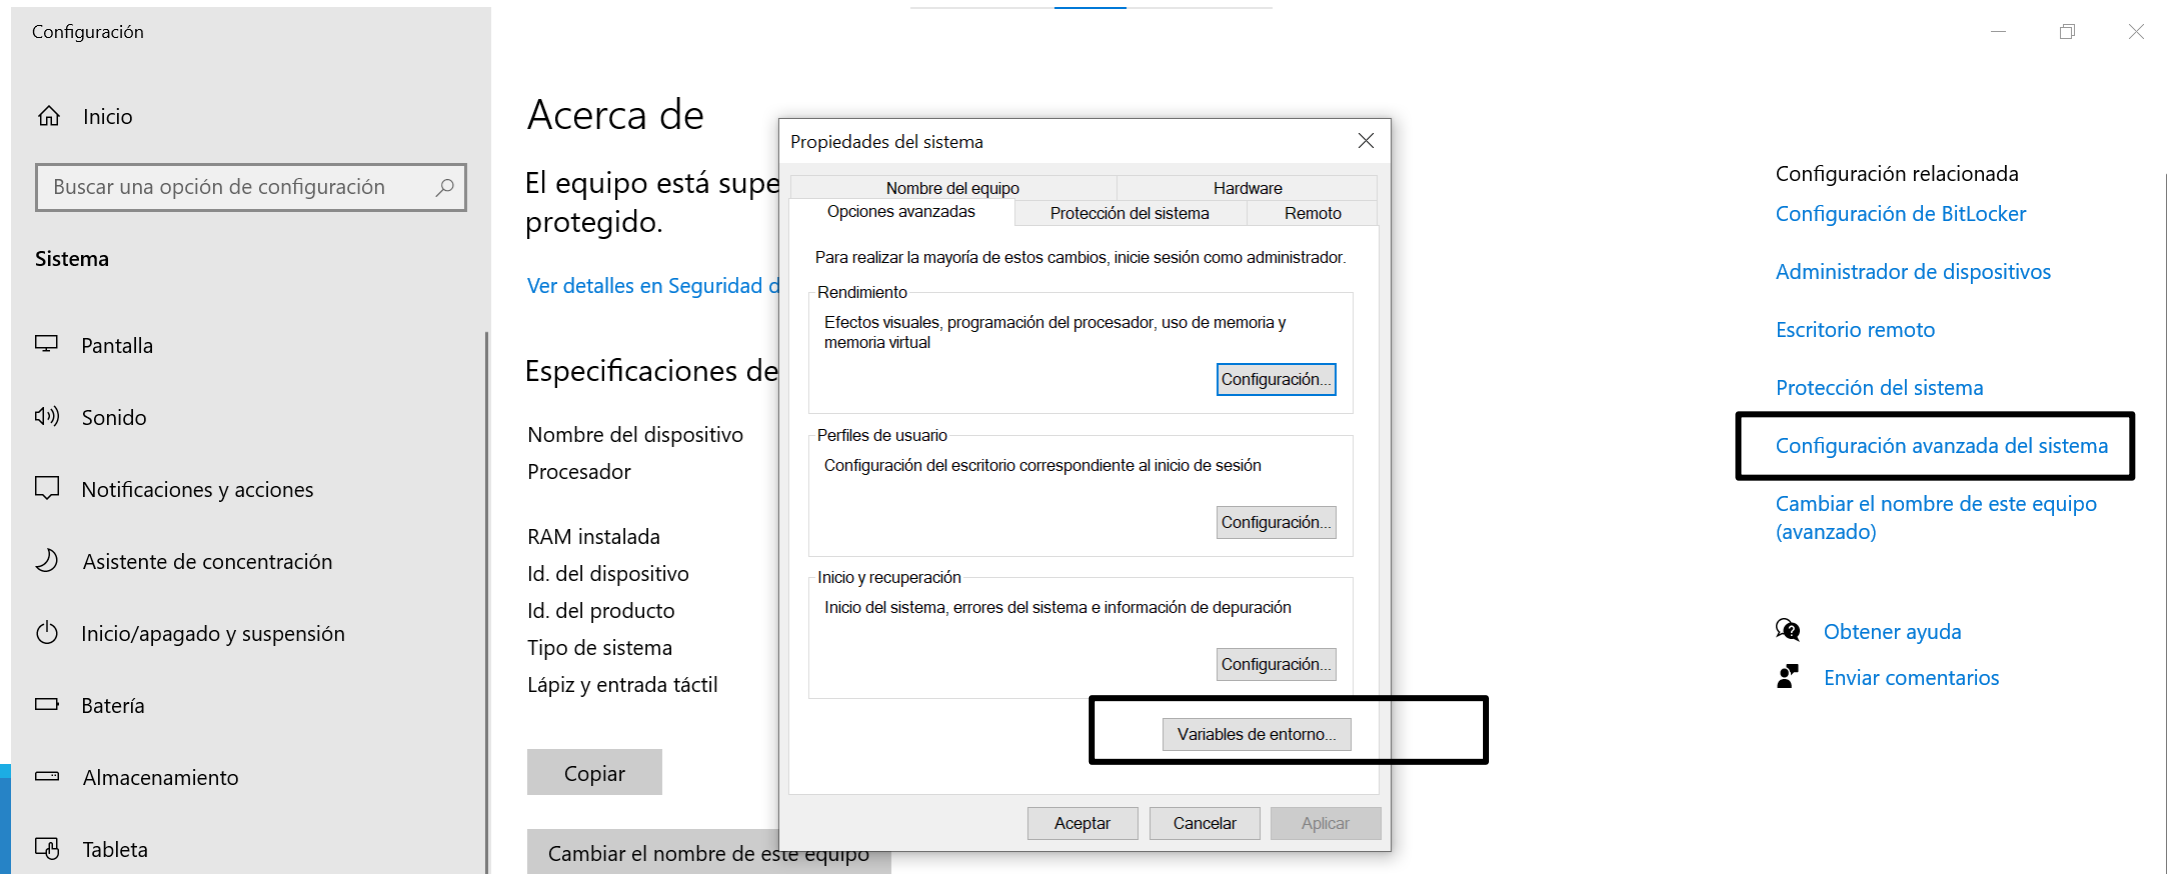 Configuración
Inicio
Buscar una opción de configuración
Sistema
Pantalla
Sonido
Notificaciones y acciones
Asistente de concentración
Inicio/apagado y suspensión
Batería
Almacenamiento
Tableta
Acerca de
El equipo está supe
protegido.
Ver detalles en Seguridad d
Especificaciones de
Nombre del dispositivo
Procesador
RAM instalada
Id. del dispositivo
Id. del producto
Tipo de sistema
Lápiz y entrada táctil
Copiar
Cambiar el nombre de este equipo
Propiedades del sistema
Nombre del equipo
Hardware
Opciones avanzadas
Protección del sistema
Remoto
Para realizar la mayoría de estos cambios, inicie sesión como administrador.
Rendimiento
Efectos visuales, programación del procesador, uso de memoria y
memoria virtual
Configuración...
Perfiles de usuario
Configuración del escritorio correspondiente al inicio de sesión
Configuración...
Inicio y recuperación
Inicio del sistema, errores del sistema e información de depuración
Configuración...
Variables de entorno...
Aceptar
Cancelar
Aplicar
Configuración relacionada
Configuración de BitLocker
Administrador de dispositivos
Escritorio remoto
Protección del sistema
Configuración avanzada del sistema
Cambiar el nombre de este equipo
(avanzado)
Obtener ayuda
Enviar comentarios